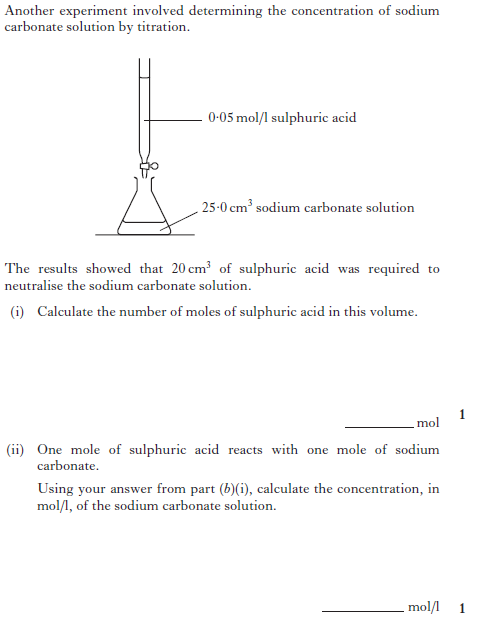 Another experiment involved determining the concentration of sodium
carbonate solution by titration.
0·05 mol/l sulphuric acid
25·0 cm³ sodium carbonate solution
The results showed that 20 cm³ of sulphuric acid was required to
neutralise the sodium carbonate solution.
(i) Calculate the number of moles of sulphuric acid in this volume.
mol 1
(ii) One mole of sulphuric acid reacts with one mole of sodium
carbonate.
Using your answer from part (b)(i), calculate the concentration, in
mol/l, of the sodium carbonate solution.
mol/l 1